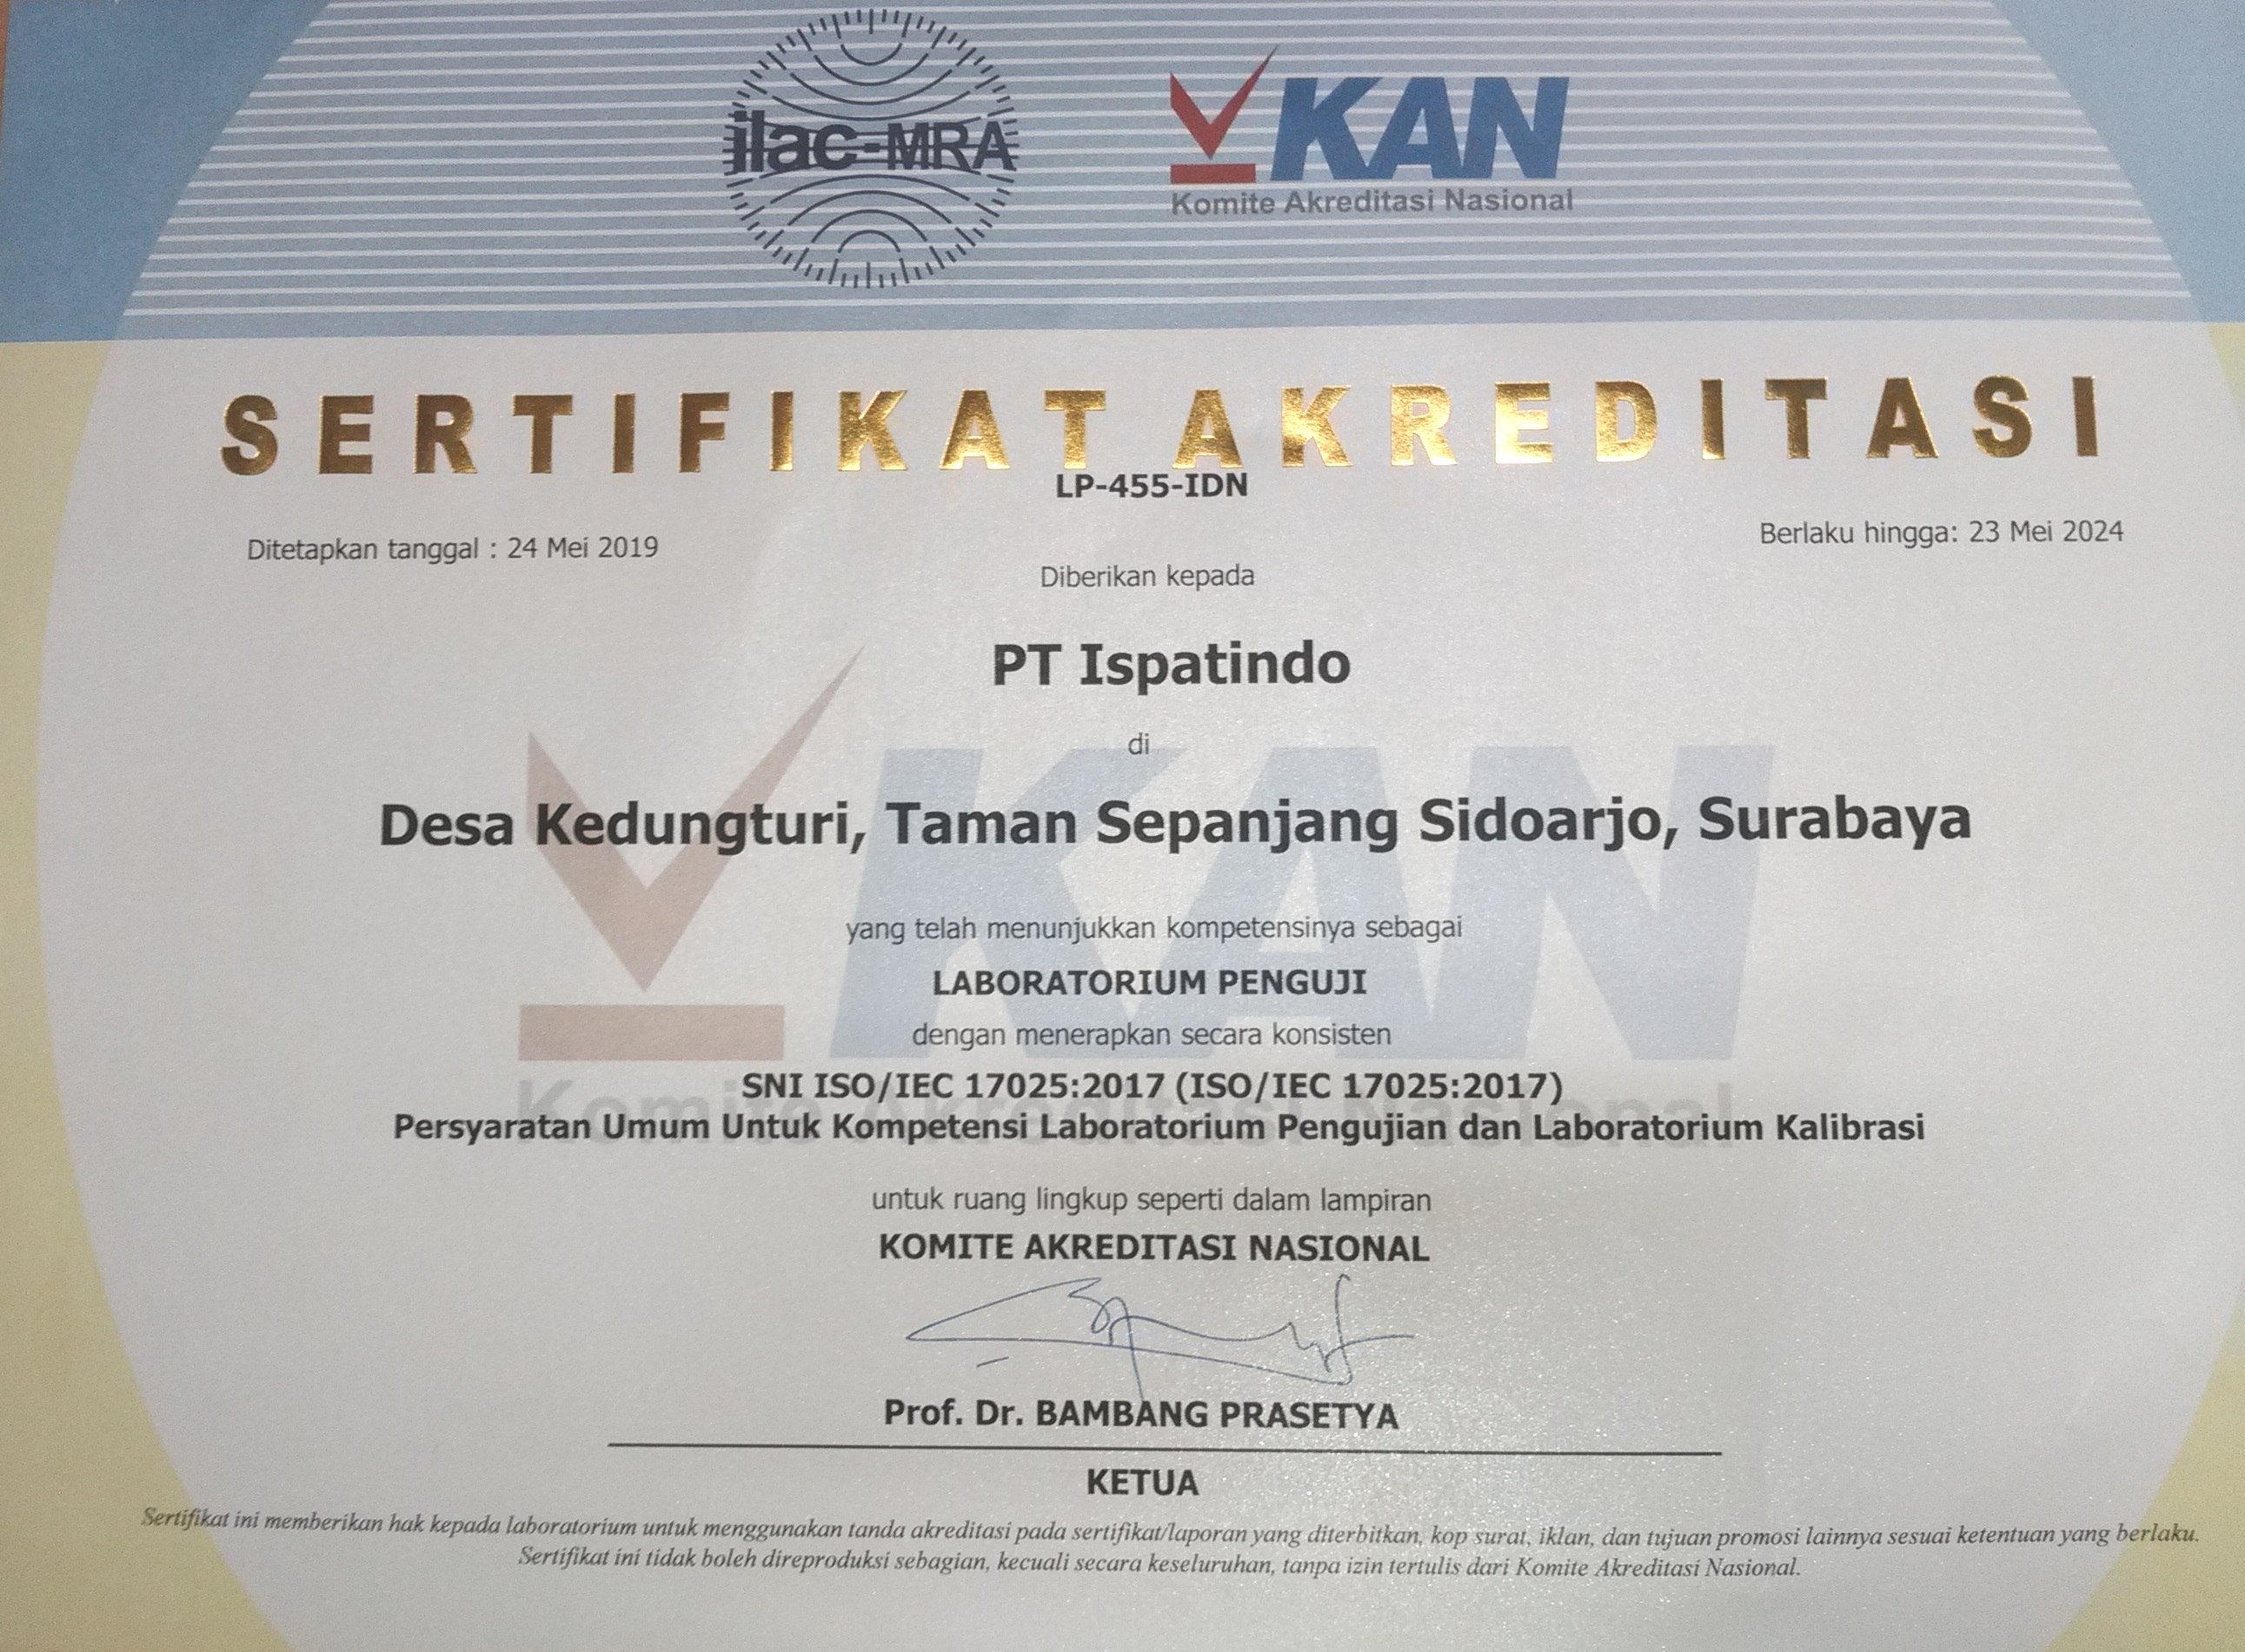 ilac-MRA
KAN
Komite Akreditasi Nasional
SERTIFIKAT AKREDITASI
LP-455-IDN
Ditetapkan tanggal : 24 Mei 2019
Berlaku hingga: 23 Mei 2024
Diberikan kepada
PT Ispatindo
di
Desa Kedungturi, Taman Sepanjang Sidoarjo, Surabaya
yang telah menunjukkan kompetensinya sebagai
LABORATORIUM PENGUJI
dengan menerapkan secara konsisten
SNI ISO/IEC 17025:2017 (ISO/IEC 17025:2017)
Persyaratan Umum Untuk Kompetensi Laboratorium Pengujian dan Laboratorium Kalibrasi
untuk ruang lingkup seperti dalam lampiran
KOMITE AKREDITASI NASIONAL
Prof. Dr. BAMBANG PRASETYA
KETUA
Sertifikat ini memberikan hak kepada laboratorium untuk menggunakan tanda akreditasi pada sertifikat/laporan yang diterbitkan, kop surat, iklan, dan tujuan promosi lainnya sesuai ketentuan yang berlaku.
Sertifikat ini tidak boleh direproduksi sebagian, kecuali secara keseluruhan, tanpa izin tertulis dari Komite Akreditasi Nasional.
KAN
Komite Akreditasi Nasional